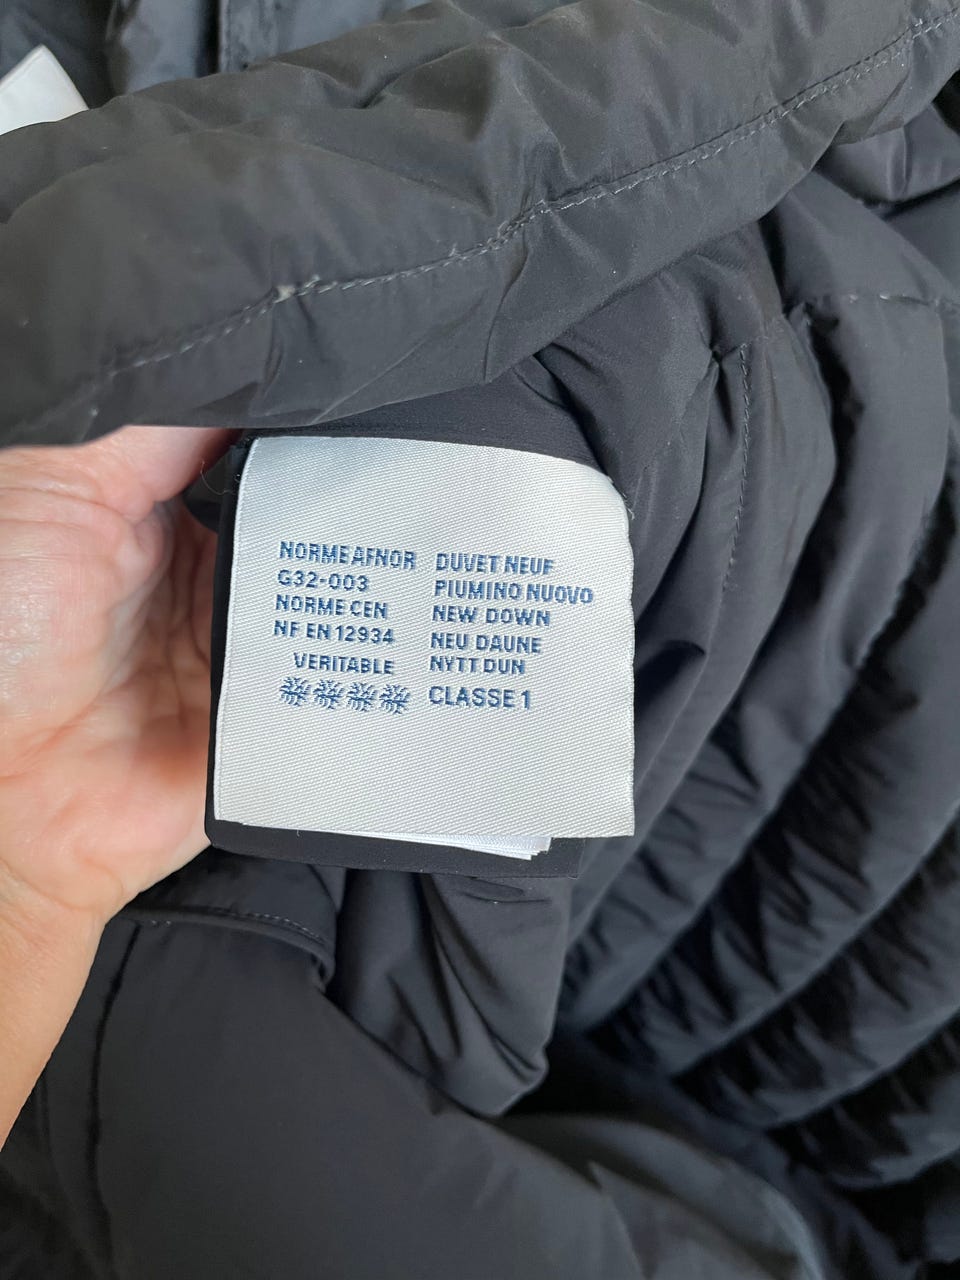 NORME AFNOR
G32-003
NORME CEN
NF EN 12934
VERITABLE
DUVET NEUF
PIUMINO NUOVO
NEW DOWN
NEU DAUNE
NYTT DUN
CLASSE 1